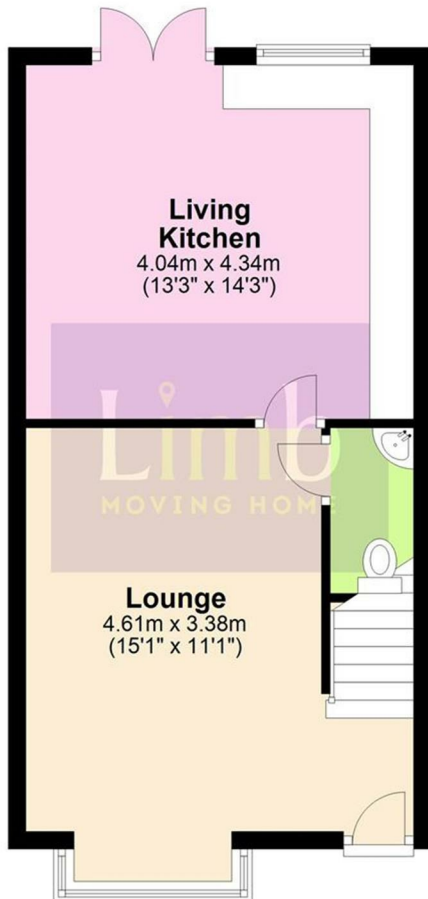 Living
Kitchen
4.04m x 4.34m
(13'3" x 14'3")
Limb
MOVING HOME
Lounge
4.61m x 3.38m
(15'1" x 11'1")